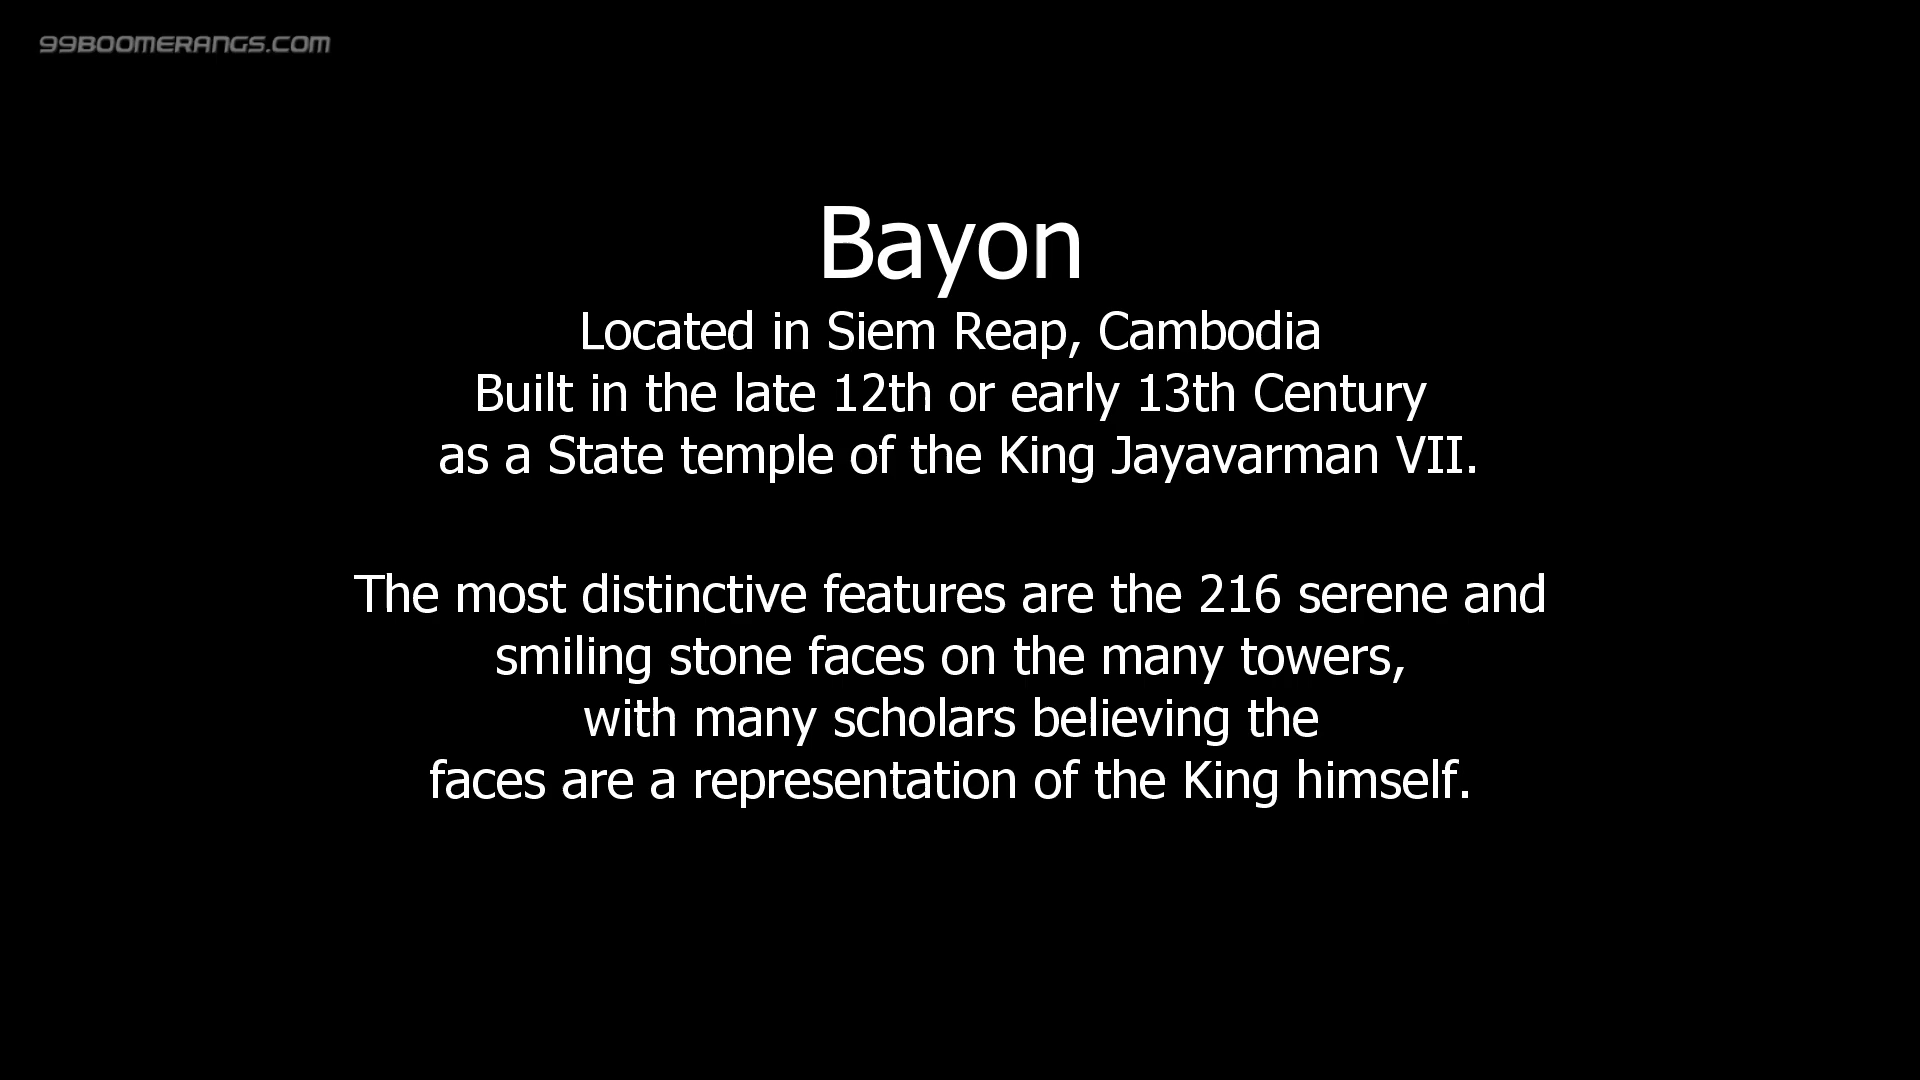 99BOOMERANGS.COM
Bayon
Located in Siem Reap, Cambodia
Built in the late 12th or early 13th Century
as a State temple of the King Jayavarman VII.
The most distinctive features are the 216 serene and
smiling stone faces on the many towers,
with many scholars believing the
faces are a representation of the King himself.